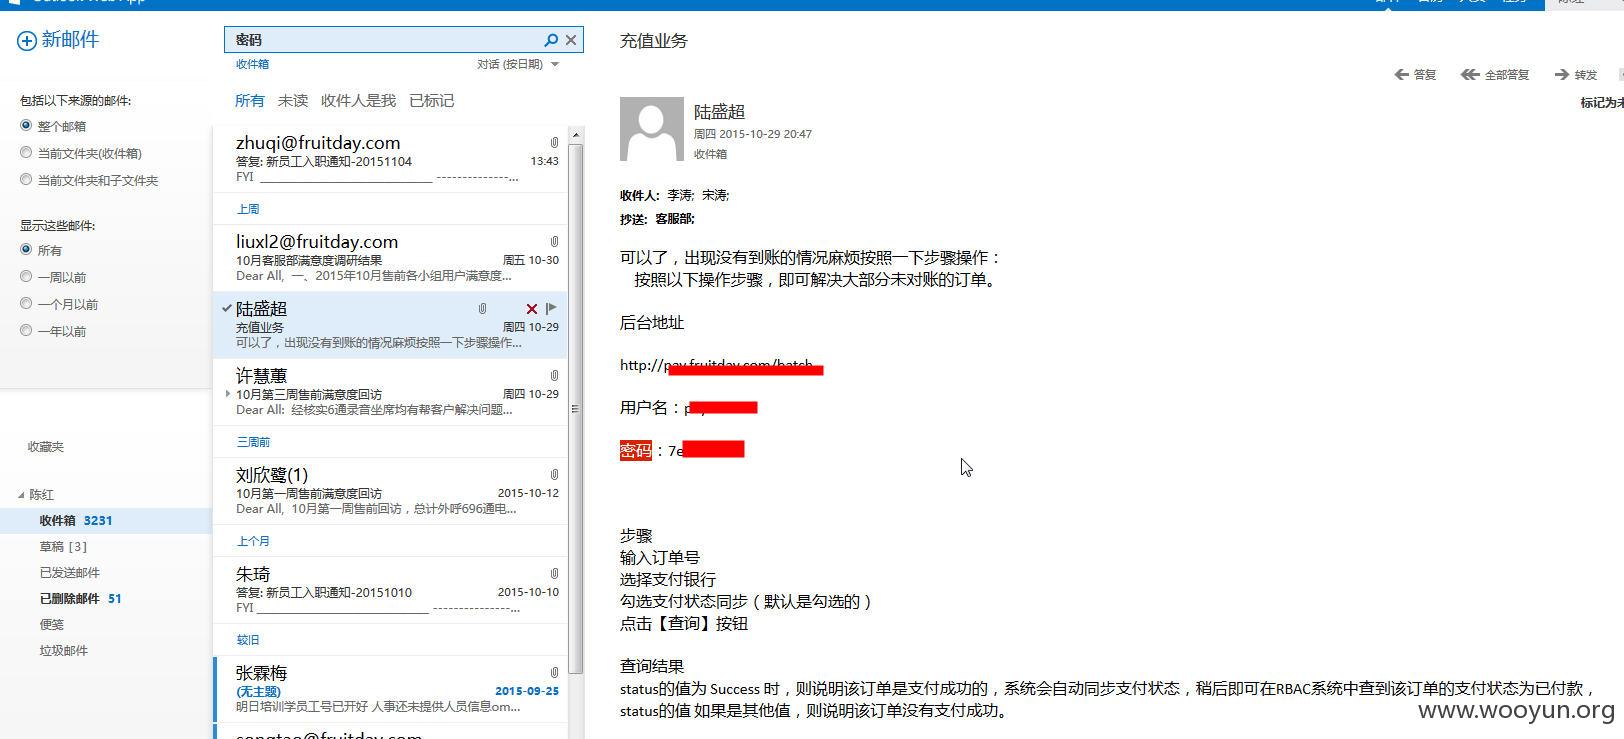 新邮件
包括以下来源的邮件:
整个邮箱
当前文件夹(收件箱)
当前文件夹和子文件夹
显示这些邮件:
所有
一周以前
一个月以前
一年以前
收藏夹
陈红
收件箱 3231
草稿 [3]
已发送邮件
已删除邮件 51
便笺
垃圾邮件
密码
收件箱 对话 (按日期)
所有 未读 收件人是我 已标记
zhuqi@fruitday.com
答复: 新员工入职通知-20151104 13:43
FYI ______________________________ --------------...
上周
liuxl2@fruitday.com
10月客服部满意度调研结果 周五 10-30
Dear All, 一、2015年10月售前各小组用户满意度...
陆盛超
充值业务 周四 10-29
可以了，出现没有到账的情况麻烦按照一下步骤操作...
许慧蕙
10月第三周售前满意度回访 周四 10-29
Dear All: 经核实6通录音坐席均有帮客户解决问题...
三周前
刘欣鹭(1)
10月第一周售前满意度回访 2015-10-12
Dear All, 10月第一周售前回访，总计外呼696通电...
上个月
朱琦
答复: 新员工入职通知-20151010 2015-10-10
FYI ______________________________ ---------------...
较旧
张霖梅
(无主题) 2015-09-25
明日培训学员工号已开好 人事还未提供人员信息om...
充值业务
答复 全部答复 转发
标记为未
陆盛超
周四 2015-10-29 20:47
收件箱
收件人: 李涛; 宋涛;
抄送: 客服部;
可以了，出现没有到账的情况麻烦按照一下步骤操作：
按照以下操作步骤，即可解决大部分未对账的订单。
后台地址
http://pay.fruitday.com/batch
用户名：p
密码：7e
步骤
输入订单号
选择支付银行
勾选支付状态同步（默认是勾选的）
点击【查询】按钮
查询结果
status的值为 Success 时，则说明该订单是支付成功的，系统会自动同步支付状态，稍后即可在RBAC系统中查到该订单的支付状态为已付款，
status的值 如果是其他值，则说明该订单没有支付成功。
www.wooyun.org